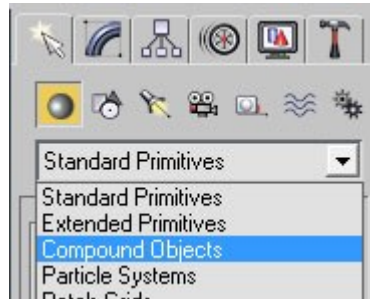 Standard Primitives
Standard Primitives
Extended Primitives
Compound Objects
Particle Systems